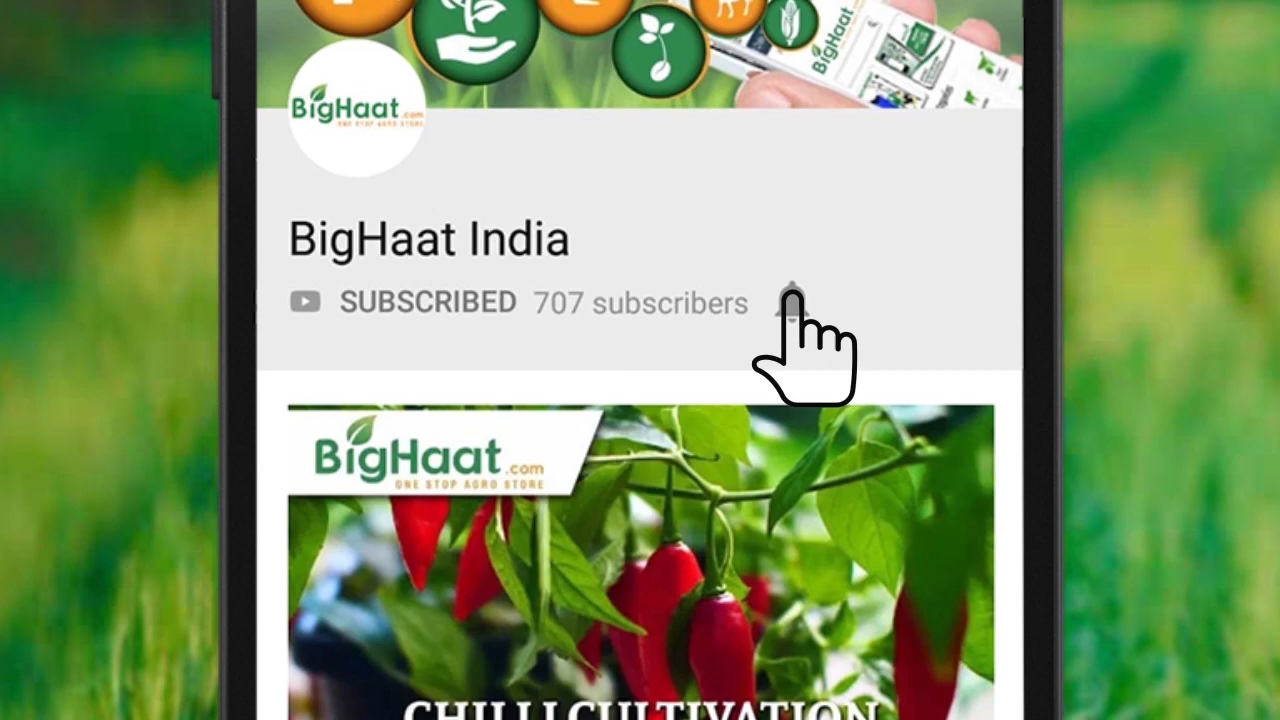 BigHaat
BigHaat.com
ONE STOP AGRO STORE
BigHaat India
SUBSCRIBED 707 subscribers
BigHaat.com
ONE STOP AGRO STORE
CHILLI CULTIVATION